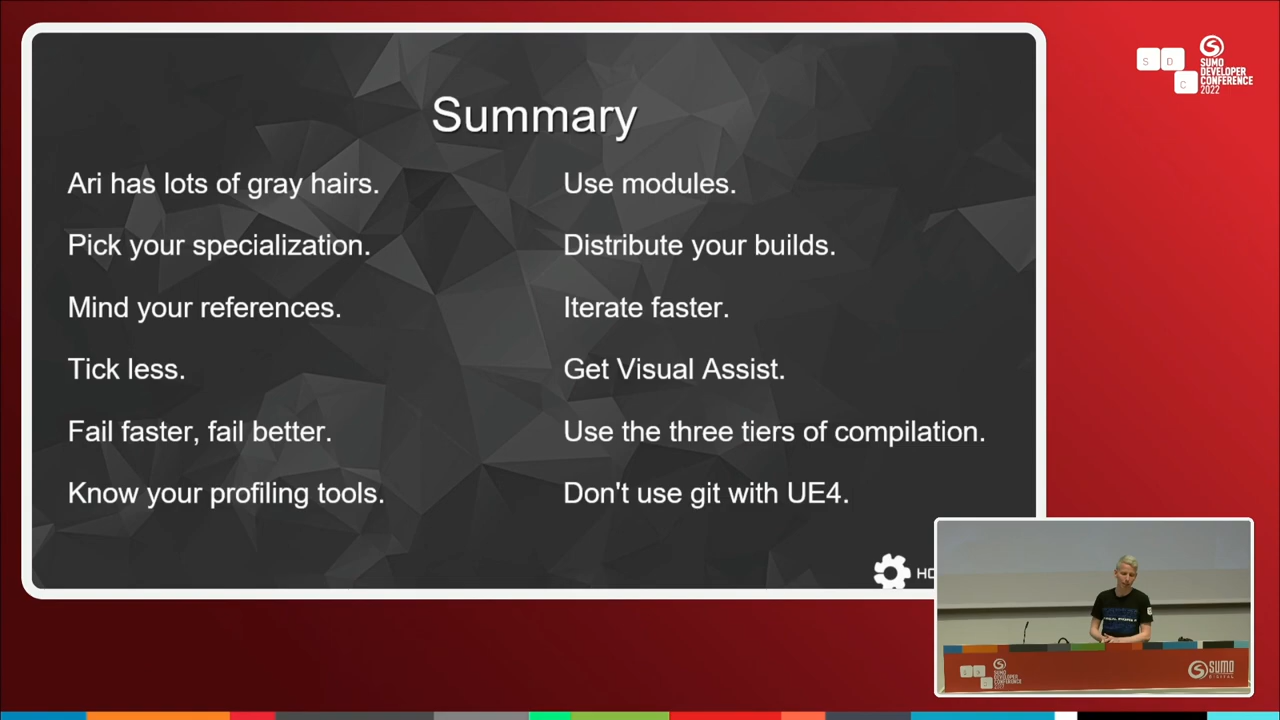 Summary
Ari has lots of gray hairs.
Pick your specialization.
Mind your references.
Tick less.
Fail faster, fail better.
Know your profiling tools.
Use modules.
Distribute your builds.
Iterate faster.
Get Visual Assist.
Use the three tiers of compilation.
Don't use git with UE4.
S D
C
SUMO
DEVELOPER
CONFERENCE
2022
SUMO
DIGITAL